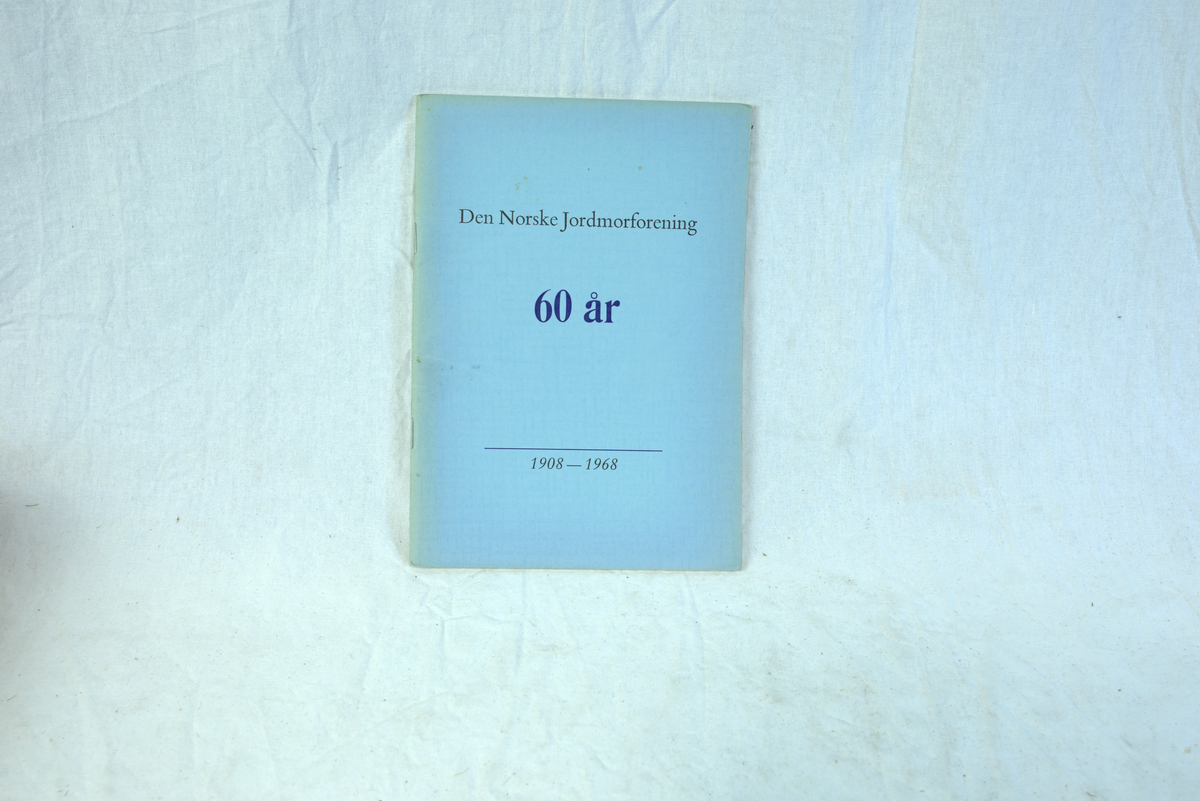 Den Norske Jordmorforening
60 år
1908 — 1968